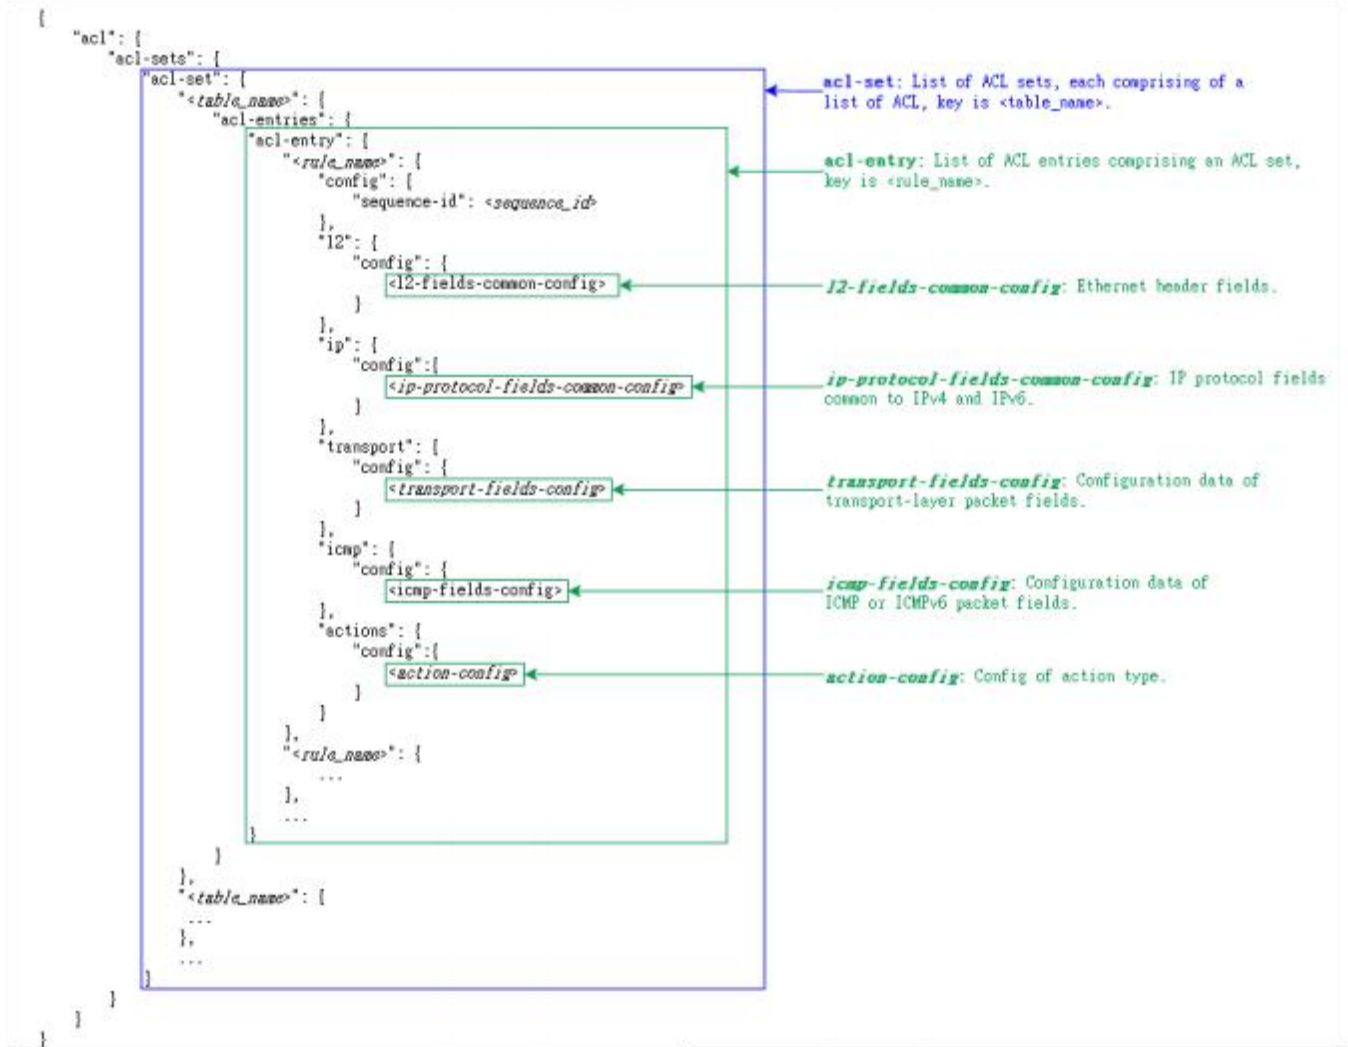 {
"acl": {
"acl-sets": {
"acl-set": {
"<table_name>": {
"acl-entries": {
"acl-entry": {
"<rule_name>": {
"config": {
"sequence-id": <sequence_id>
},
"l2": {
"config": {
<l2-fields-common-config>
}
},
"ip": {
"config":{
<ip-protocol-fields-common-config>
}
},
"transport": {
"config": {
<transport-fields-config>
}
},
"icmp": {
"config": {
<icmp-fields-config>
},
"actions": {
"config":{
<action-config>
}
}
},
"<rule_name>": {
...
},
...
}
}
},
"<table_name>": {
...
},
...
}
}
}
}
acl-set: List of ACL sets, each comprising of a
list of ACL, key is <table_name>.
acl-entry: List of ACL entries comprising an ACL set,
key is <rule_name>.
l2-fields-common-config: Ethernet header fields.
ip-protocol-fields-common-config: IP protocol fields
common to IPv4 and IPv6.
transport-fields-config: Configuration data of
transport-layer packet fields.
icmp-fields-config: Configuration data of
ICMP or ICMPv6 packet fields.
action-config: Config of action type.